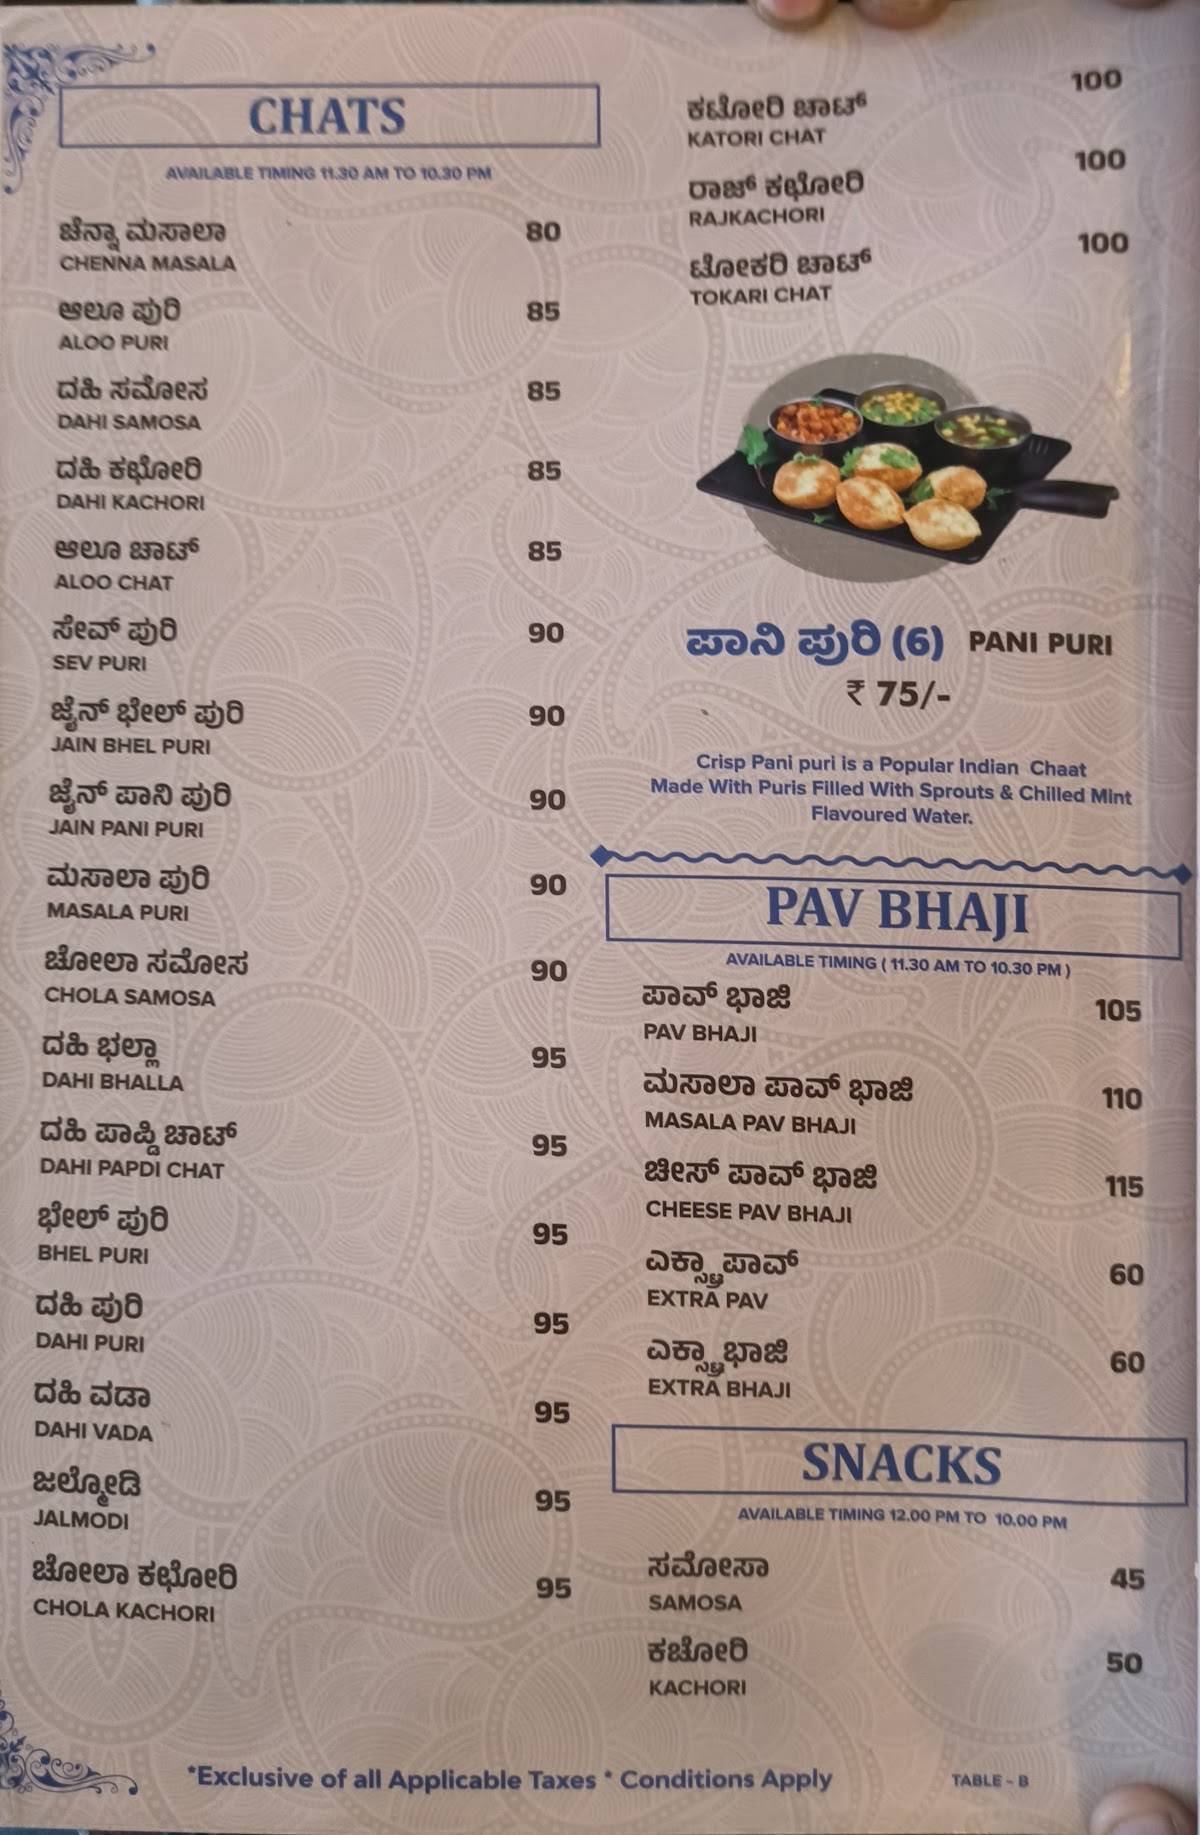 CHATS
AVAILABLE TIMING 11.30 AM TO 10.30 PM
ಚೆನ್ನಾ ಮಸಾಲಾ 80
CHENNA MASALA
ಆಲೂ ಪುರಿ 85
ALOO PURI
ದಹಿ ಸಮೋಸ 85
DAHI SAMOSA
ದಹಿ ಕಛೋರಿ 85
DAHI KACHORI
ಆಲೂ ಚಾಟ್ 85
ALOO CHAT
ಸೇವ್ ಪುರಿ 90
SEV PURI
ಜೈನ್ ಭೇಲ್ ಪುರಿ 90
JAIN BHEL PURI
ಜೈನ್ ಪಾನಿ ಪುರಿ 90
JAIN PANI PURI
ಮಸಾಲಾ ಪುರಿ 90
MASALA PURI
ಚೋಲಾ ಸಮೋಸ 90
CHOLA SAMOSA
ದಹಿ ಭಲ್ಲಾ 95
DAHI BHALLA
ದಹಿ ಪಾಪ್ಡಿ ಚಾಟ್ 95
DAHI PAPDI CHAT
ಭೇಲ್ ಪುರಿ 95
BHEL PURI
ದಹಿ ಪುರಿ 95
DAHI PURI
ದಹಿ ವಡಾ 95
DAHI VADA
ಜಲ್ಮೋಡಿ 95
JALMODI
ಚೋಲಾ ಕಛೋರಿ 95
CHOLA KACHORI
ಕಟೋರಿ ಚಾಟ್ 100
KATORI CHAT
ರಾಜ್ ಕಛೋರಿ 100
RAJKACHORI
ಟೋಕರಿ ಚಾಟ್ 100
TOKARI CHAT
ಪಾನಿ ಪುರಿ (6) PANI PURI
₹ 75/-
Crisp Pani puri is a Popular Indian Chaat
Made With Puris Filled With Sprouts & Chilled Mint
Flavoured Water.
PAV BHAJI
AVAILABLE TIMING ( 11.30 AM TO 10.30 PM )
ಪಾವ್ ಭಾಜಿ 105
PAV BHAJI
ಮಸಾಲಾ ಪಾವ್ ಭಾಜಿ 110
MASALA PAV BHAJI
ಚೀಸ್ ಪಾವ್ ಭಾಜಿ 115
CHEESE PAV BHAJI
ಎಕ್ಸ್ಟ್ರಾ ಪಾವ್ 60
EXTRA PAV
ಎಕ್ಸ್ಟ್ರಾ ಭಾಜಿ 60
EXTRA BHAJI
SNACKS
AVAILABLE TIMING 12.00 PM TO 10.00 PM
ಸಮೋಸಾ 45
SAMOSA
ಕಚೋರಿ 50
KACHORI
*Exclusive of all Applicable Taxes * Conditions Apply
TABLE - B